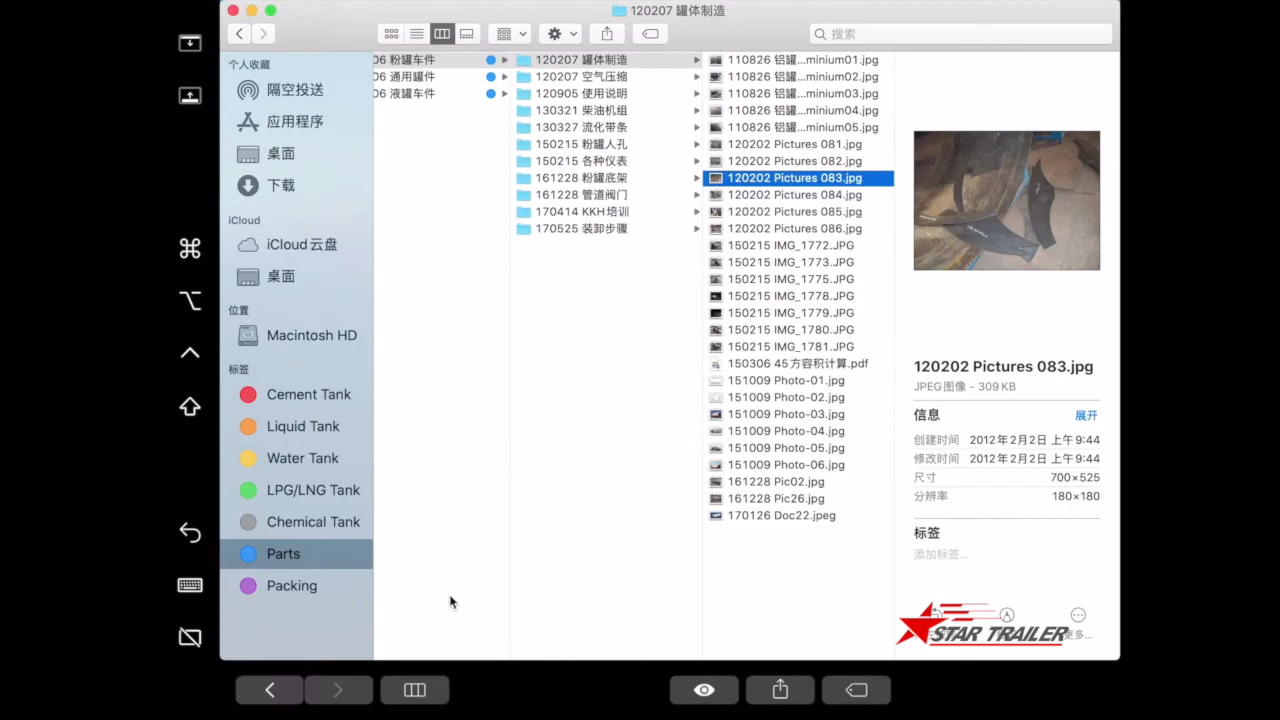 120207 罐体制造
搜索
个人收藏
隔空投送
应用程序
桌面
下载
iCloud
iCloud云盘
桌面
位置
Macintosh HD
标签
Cement Tank
Liquid Tank
Water Tank
LPG/LNG Tank
Chemical Tank
Parts
Packing
06 粉罐车件
06 通用罐件
06 液罐车件
120207 罐体制造
120207 空气压缩
120905 使用说明
130321 柴油机组
130327 流化带条
150215 粉罐人孔
150215 各种仪表
161228 粉罐底架
161228 管道阀门
170414 KKH培训
170525 装卸步骤
110826 铝罐...minium01.jpg
110826 铝罐...minium02.jpg
110826 铝罐...minium03.jpg
110826 铝罐...minium04.jpg
110826 铝罐...minium05.jpg
120202 Pictures 081.jpg
120202 Pictures 082.jpg
120202 Pictures 083.jpg
120202 Pictures 084.jpg
120202 Pictures 085.jpg
120202 Pictures 086.jpg
150215 IMG_1772.JPG
150215 IMG_1773.JPG
150215 IMG_1775.JPG
150215 IMG_1778.JPG
150215 IMG_1779.JPG
150215 IMG_1780.JPG
150215 IMG_1781.JPG
150306 45方容积计算.pdf
151009 Photo-01.jpg
151009 Photo-02.jpg
151009 Photo-03.jpg
151009 Photo-04.jpg
151009 Photo-05.jpg
151009 Photo-06.jpg
161228 Pic02.jpg
161228 Pic26.jpg
170126 Doc22.jpeg
120202 Pictures 083.jpg
JPEG图像 - 309 KB
信息 展开
创建时间 2012年2月2日 上午9:44
修改时间 2012年2月2日 上午9:44
尺寸 700×525
分辨率 180×180
标签
添加标签...
STAR TRAILER
更多...